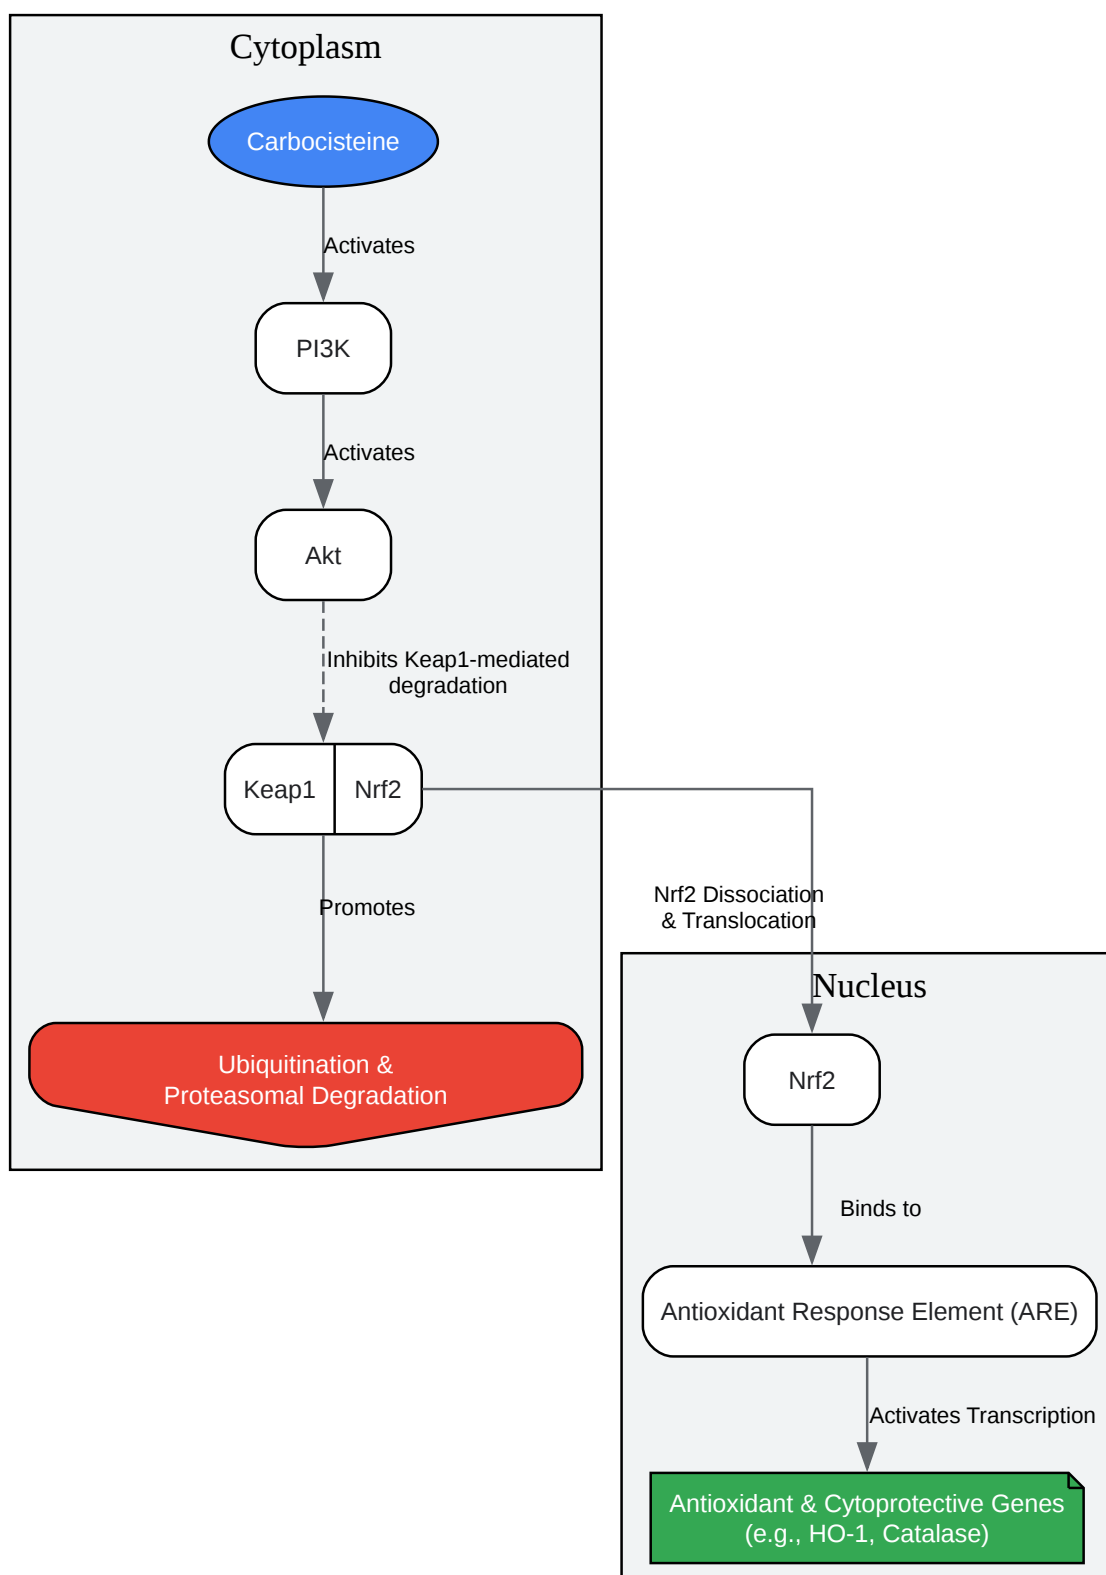 Cytoplasm
Carbocisteine
Activates
PI3K
Activates
Akt
Inhibits Keap1-mediated
degradation
Keap1
Nrf2
Promotes
Ubiquitination &
Proteasomal Degradation
Nrf2 Dissociation
& Translocation
Nucleus
Nrf2
Binds to
Antioxidant Response Element (ARE)
Activates Transcription
Antioxidant & Cytoprotective Genes
(e.g., HO-1, Catalase)